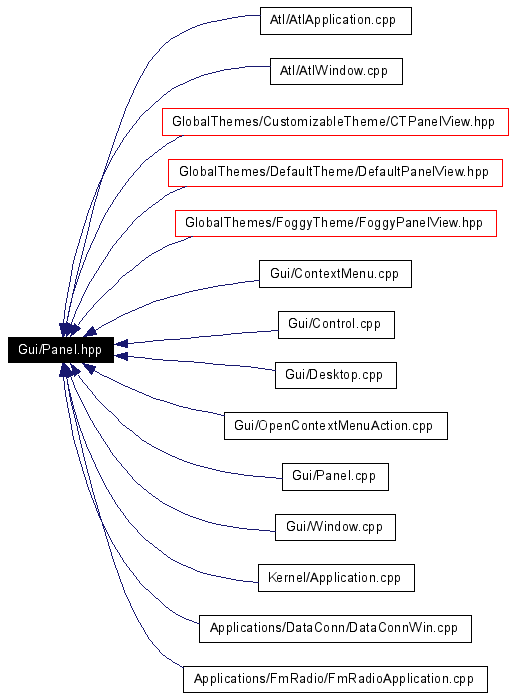 Atl/AtlApplication.cpp
Atl/AtlWindow.cpp
GlobalThemes/CustomizableTheme/CTPanelView.hpp
GlobalThemes/DefaultTheme/DefaultPanelView.hpp
GlobalThemes/FoggyTheme/FoggyPanelView.hpp
Gui/ContextMenu.cpp
Gui/Control.cpp
Gui/Panel.hpp
Gui/Desktop.cpp
Gui/OpenContextMenuAction.cpp
Gui/Panel.cpp
Gui/Window.cpp
Kernel/Application.cpp
Applications/DataConn/DataConnWin.cpp
Applications/FmRadio/FmRadioApplication.cpp